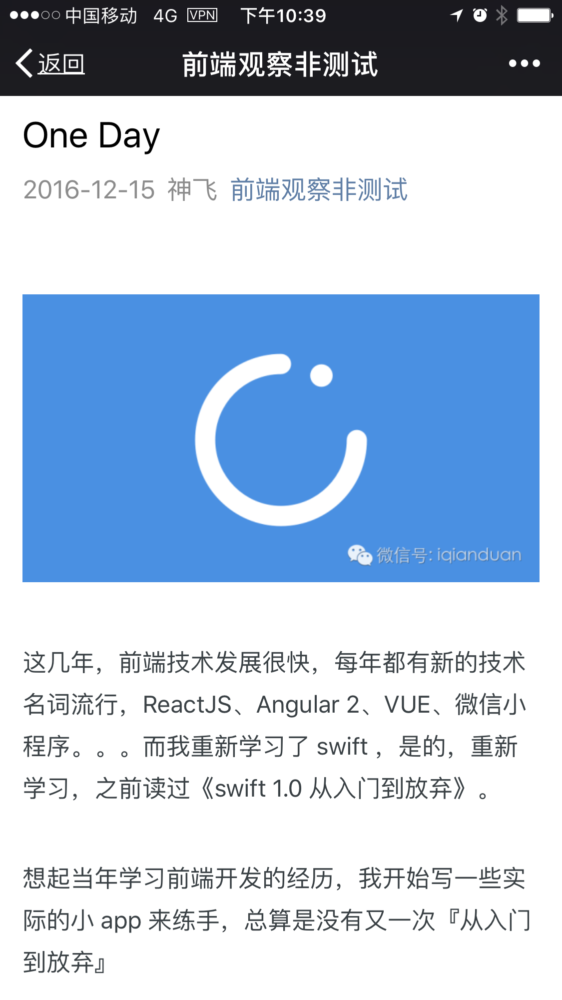 中国移动 4G VPN 下午10:39
返回 前端观察非测试
One Day
2016-12-15 神飞 前端观察非测试
微信号: iqianduan
这几年，前端技术发展很快，每年都有新的技术
名词流行，ReactJS、Angular 2、VUE、微信小
程序。。。而我重新学习了 swift ，是的，重新
学习，之前读过《swift 1.0 从入门到放弃》。
想起当年学习前端开发的经历，我开始写一些实
际的小 app 来练手，总算是没有又一次『从入门
到放弃』